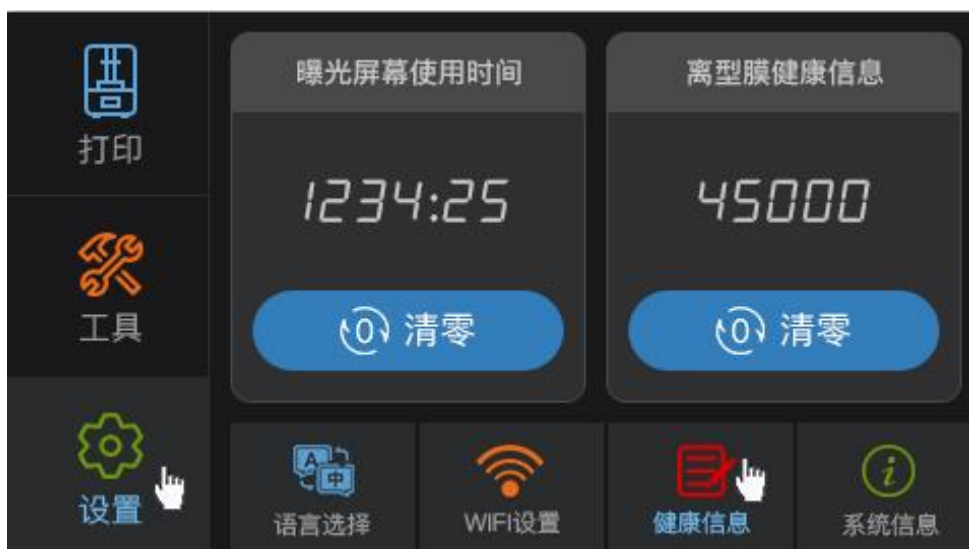 打印
工具
设置
曝光屏幕使用时间
1234:25
清零
离型膜健康信息
45000
清零
语言选择
WIFI设置
健康信息
系统信息